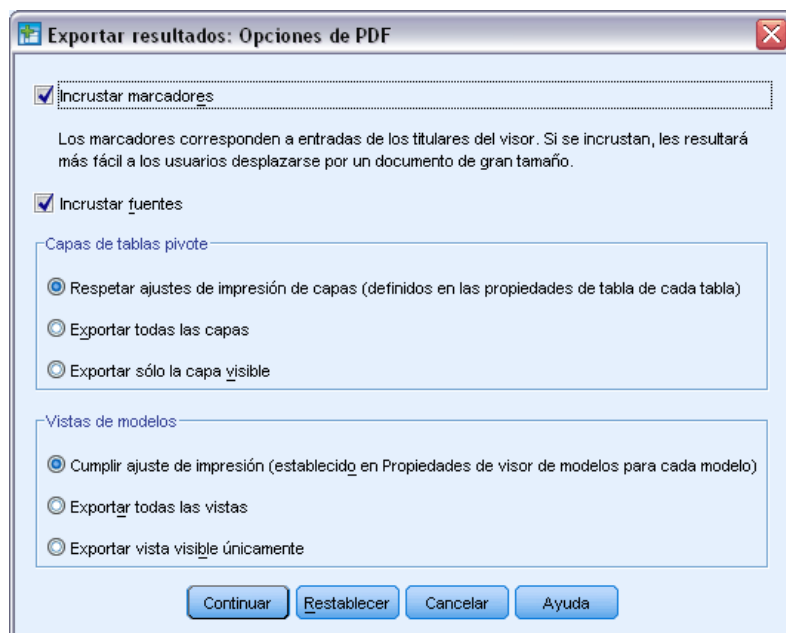 Exportar resultados: Opciones de PDF
Incrustar marcadores
Los marcadores corresponden a entradas de los titulares del visor. Si se incrustan, les resultará
más fácil a los usuarios desplazarse por un documento de gran tamaño.
Incrustar fuentes
Capas de tablas pivote
Respetar ajustes de impresión de capas (definidos en las propiedades de tabla de cada tabla)
Exportar todas las capas
Exportar sólo la capa visible
Vistas de modelos
Cumplir ajuste de impresión (establecido en Propiedades de visor de modelos para cada modelo)
Exportar todas las vistas
Exportar vista visible únicamente
Continuar Restablecer Cancelar Ayuda